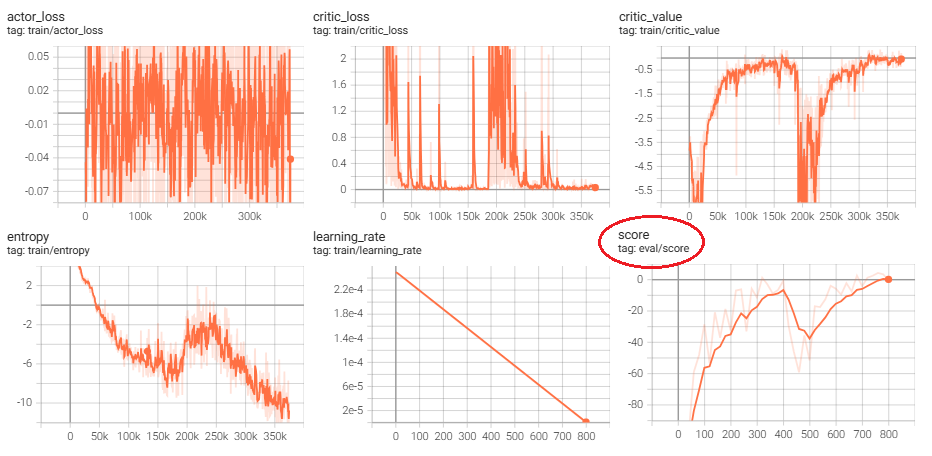 actor_loss
tag: train/actor_loss
0.05
0.02
-0.01
-0.04
-0.07
0 100k 200k 300k
critic_loss
tag: train/critic_loss
2
1.6
1.2
0.8
0.4
0
0 50k 100k 150k 200k 250k 300k 350k
critic_value
tag: train/critic_value
-0.5
-1.5
-2.5
-3.5
-4.5
-5.5
0 50k 100k 150k 200k 250k 300k 350k
entropy
tag: train/entropy
2
-2
-6
-10
0 50k 100k 150k 200k 250k 300k 350k
learning_rate
tag: train/learning_rate
2.2e-4
1.8e-4
1.4e-4
1e-4
6e-5
2e-5
0 100 200 300 400 500 600 700 800
score
tag: eval/score
0
-20
-40
-60
-80
0 100 200 300 400 500 600 700 800